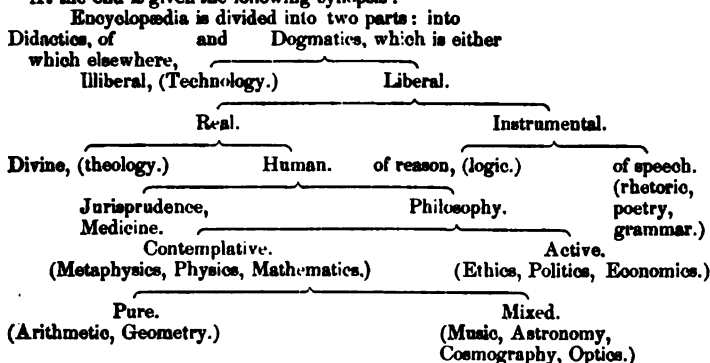 At the end is given the following synopsis:
Encyclopædia is divided into two parts: into
Didactics, of and Dogmatics, which is either
which elsewhere,
Illiberal, (Technology.) Liberal.
Real. Instrumental.
Divine, (theology.) Human. of reason, (logic.) of speech.
(rhetoric,
Jurisprudence, Philosophy. poetry,
Medicine. grammar.)
Contemplative. Active.
(Metaphysics, Physics, Mathematics.) (Ethics, Politics, Economics.)
Pure. Mixed.
(Arithmetic, Geometry.) (Music, Astronomy,
Cosmography, Optics.)